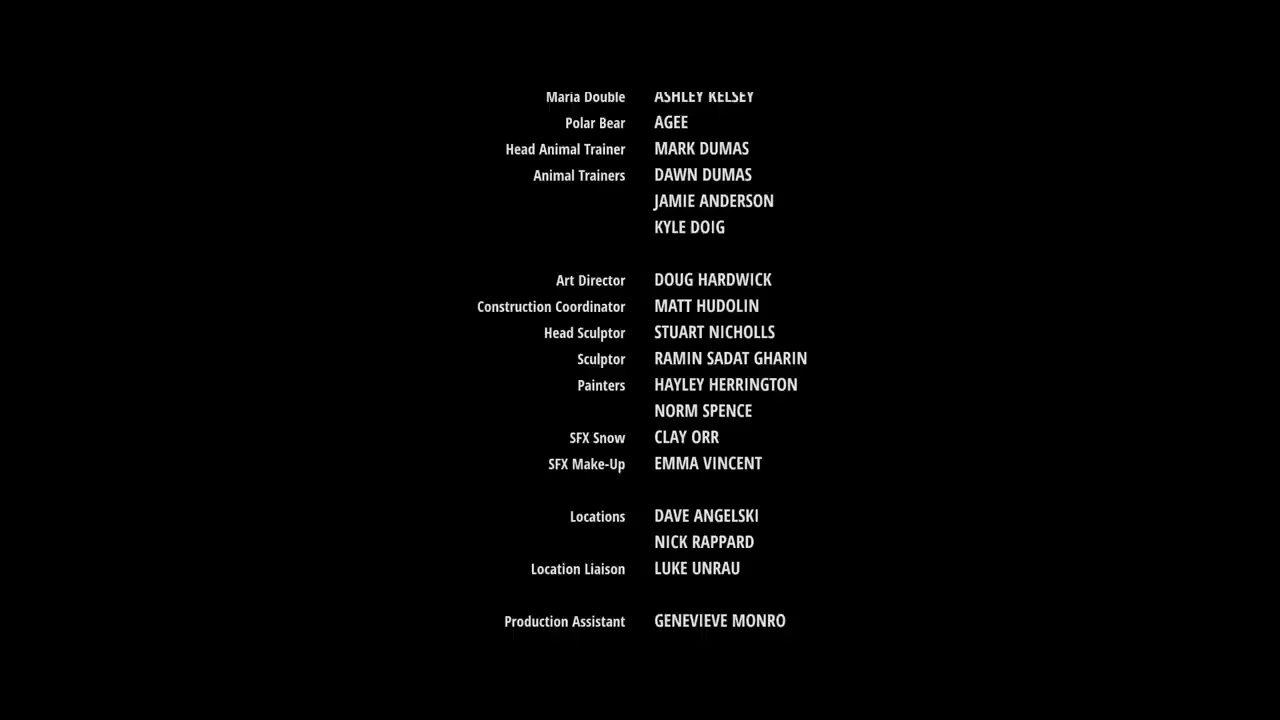 Maria Double ASHLEY KELSEY
Polar Bear AGEE
Head Animal Trainer MARK DUMAS
Animal Trainers DAWN DUMAS
JAMIE ANDERSON
KYLE DOIG
Art Director DOUG HARDWICK
Construction Coordinator MATT HUDOLIN
Head Sculptor STUART NICHOLLS
Sculptor RAMIN SADAT GHARIN
Painters HAYLEY HERRINGTON
NORM SPENCE
SFX Snow CLAY ORR
SFX Make-Up EMMA VINCENT
Locations DAVE ANGELSKI
NICK RAPPARD
Location Liaison LUKE UNRAU
Production Assistant GENEVIEVE MONRO